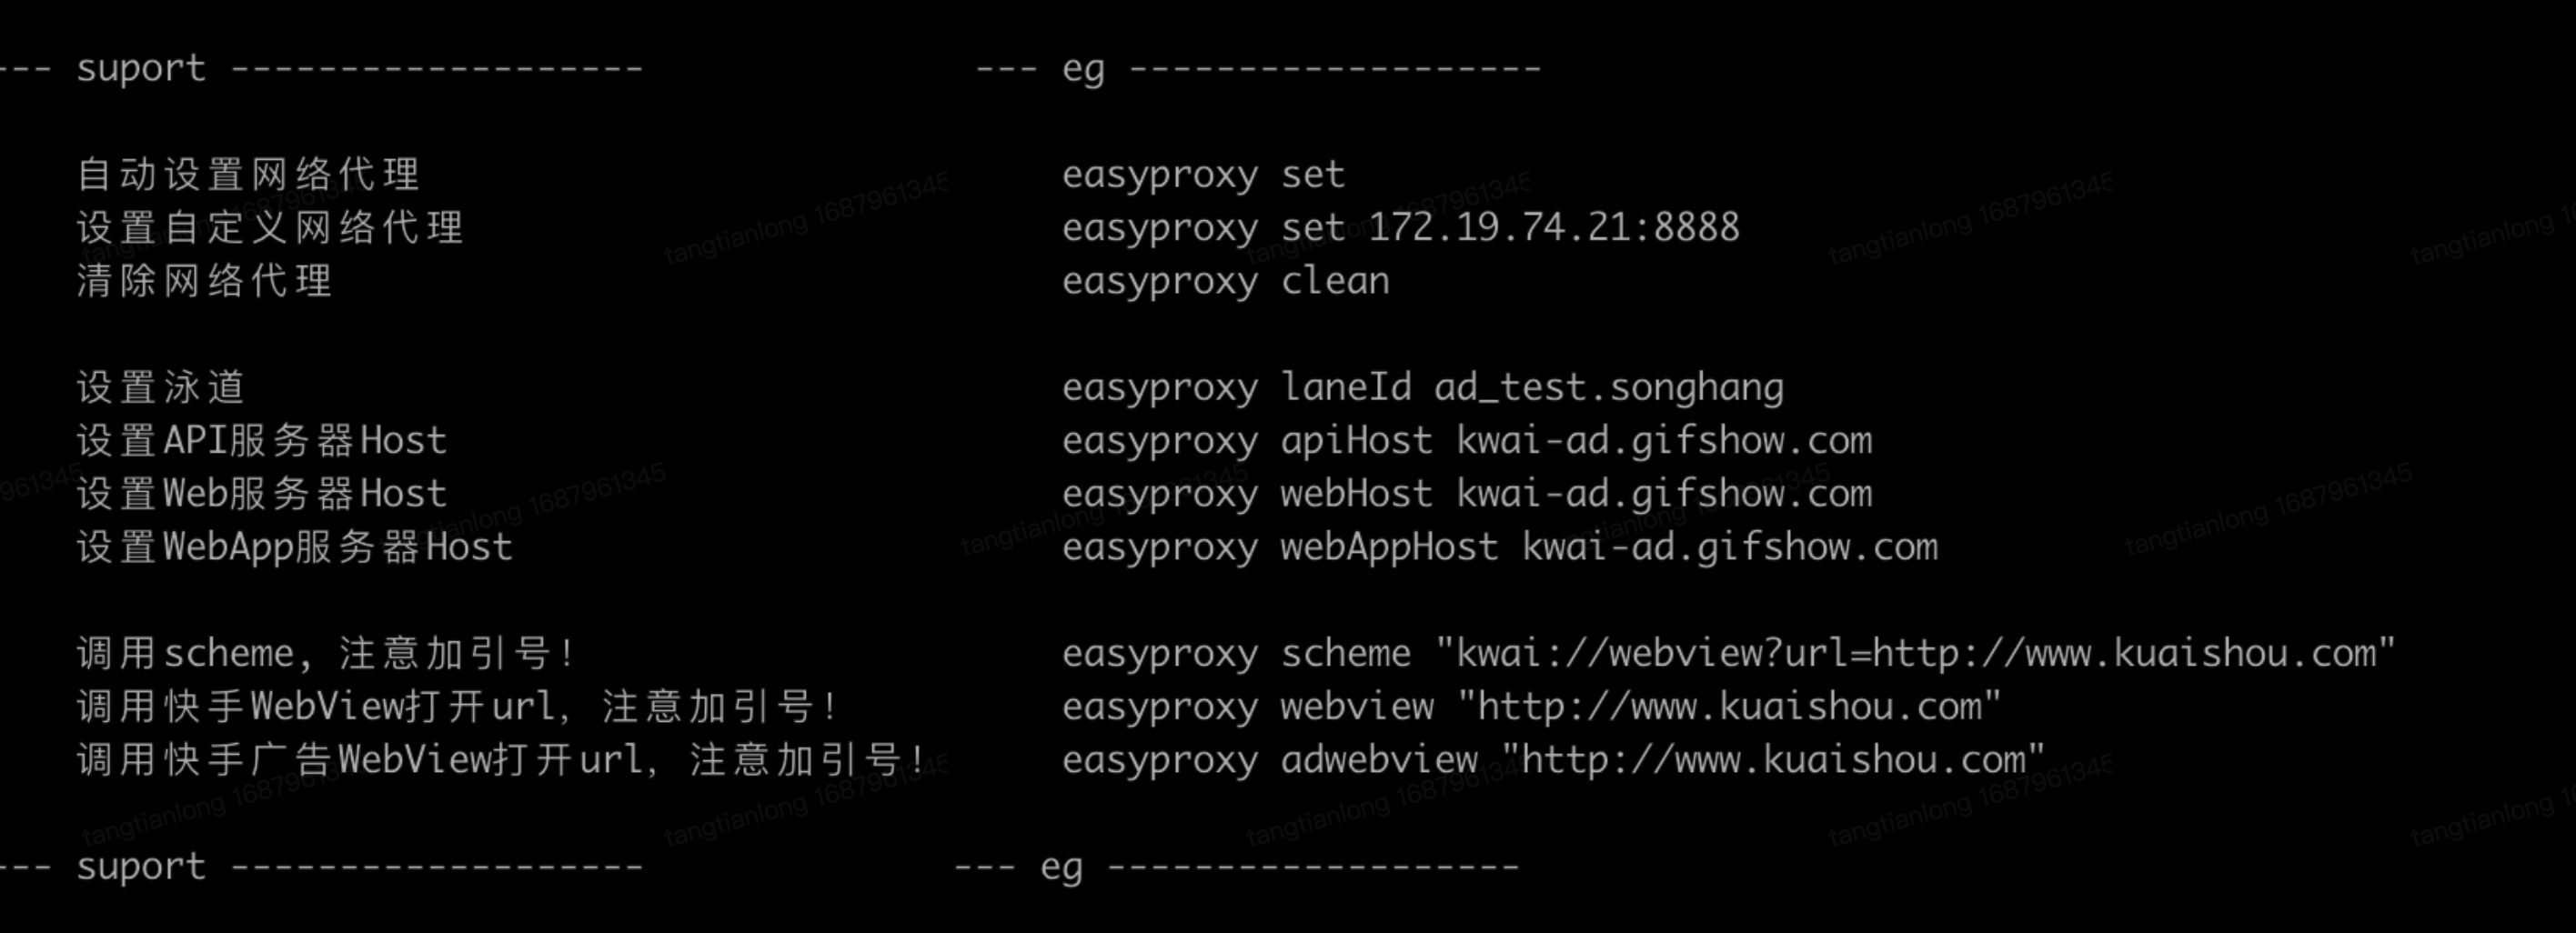 --- suport ------------------- --- eg -------------------
自动设置网络代理 easyproxy set
设置自定义网络代理 easyproxy set 172.19.74.21:8888
清除网络代理 easyproxy clean
设置泳道 easyproxy laneId ad_test.songhang
设置API服务器Host easyproxy apiHost kwai-ad.gifshow.com
设置Web服务器Host easyproxy webHost kwai-ad.gifshow.com
设置WebApp服务器Host easyproxy webAppHost kwai-ad.gifshow.com
调用scheme, 注意加引号! easyproxy scheme "kwai://webview?url=http://www.kuaishou.com"
调用快手WebView打开url, 注意加引号! easyproxy webview "http://www.kuaishou.com"
调用快手广告WebView打开url, 注意加引号! easyproxy adwebview "http://www.kuaishou.com"
--- suport ------------------- --- eg -------------------
tangtianlong 1687961345